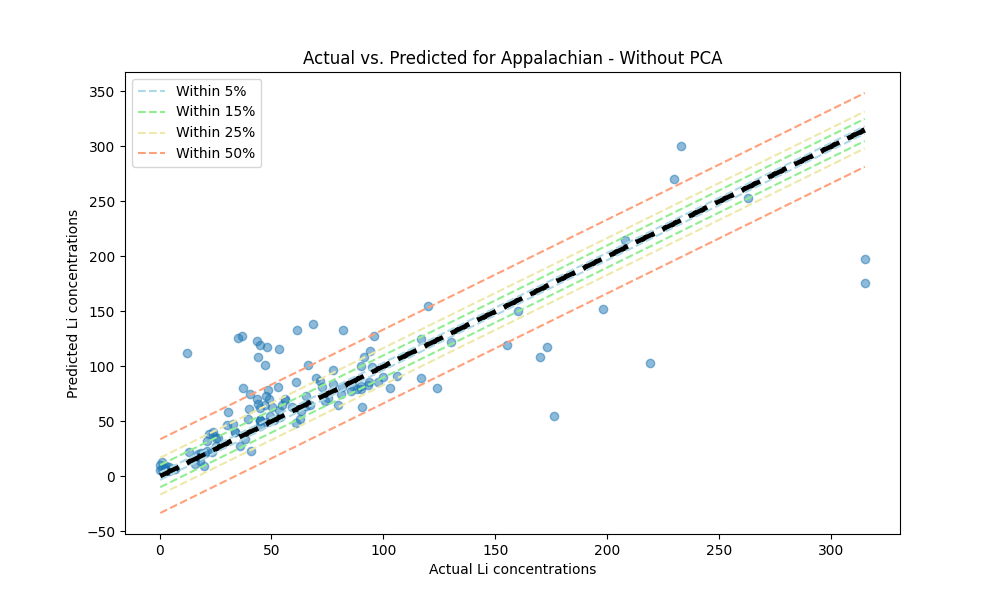 Actual vs. Predicted for Appalachian - Without PCA
Within 5%
Within 15%
Within 25%
Within 50%
Predicted Li concentrations
350
300
250
200
150
100
50
0
−50
0 50 100 150 200 250 300
Actual Li concentrations